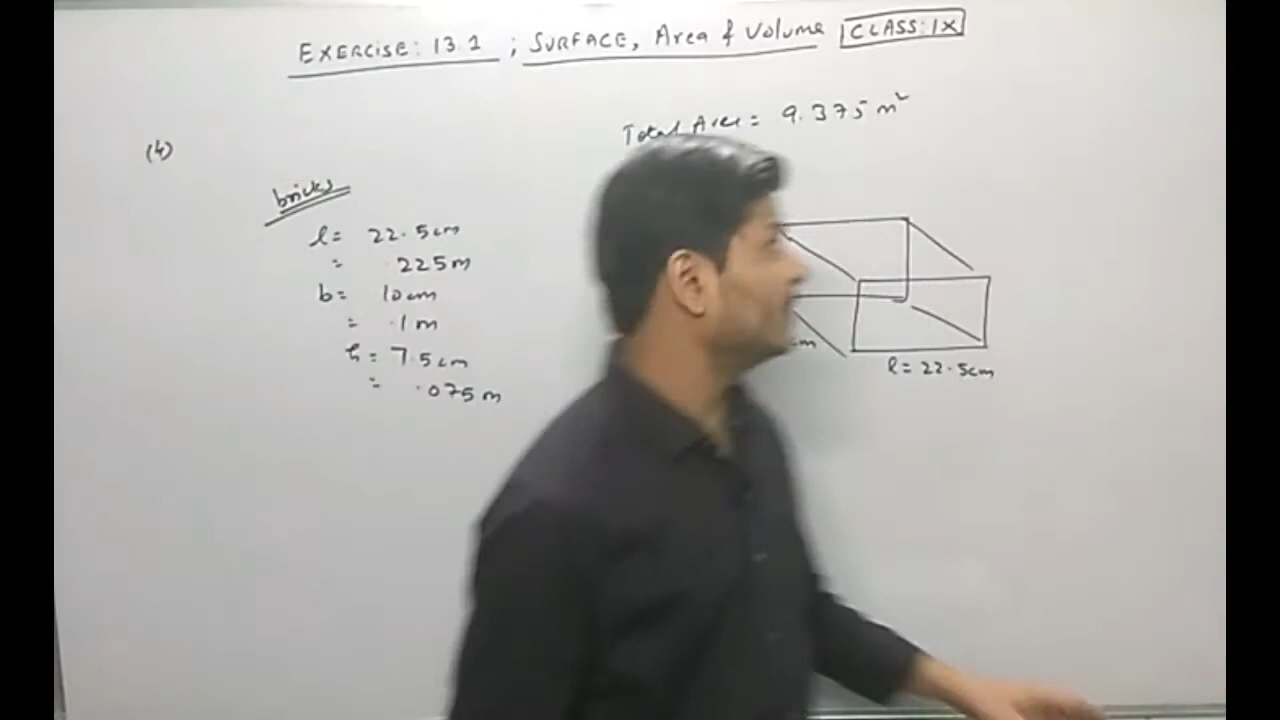 EXERCISE: 13.1 ; SURFACE, Area & Volume CLASS: IX
Total Area = 9.375 m²
(4)
bricks
l = 22.5cm
= .225m
b = 10cm
= .1m
h = 7.5cm
= .075m
cm
l = 22.5cm